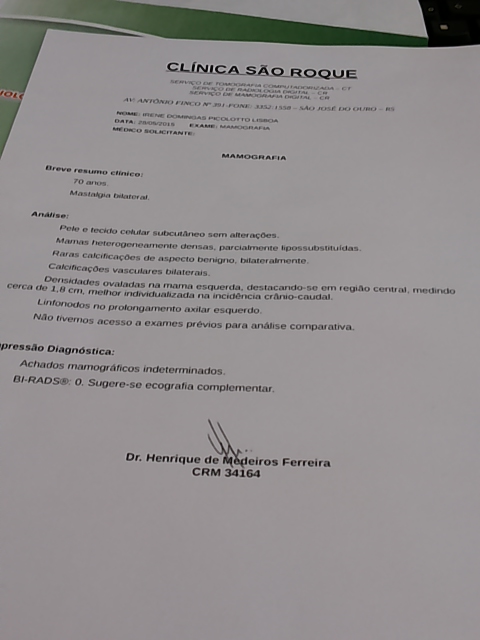 CLÍNICA SÃO ROQUE
SERVIÇO DE TOMOGRAFIA COMPUTADORIZADA – CT
SERVIÇO DE RADIOLOGIA DIGITAL – CR
SERVIÇO DE MAMOGRAFIA DIGITAL – CR
AV. ANTÔNIO FINCO Nº 391-FONE: 3352.1558 – SÃO JOSÉ DO OURO – RS
NOME: IRENE DOMINGAS PICOLOTTO LISBOA
DATA: EXAME: MAMOGRAFIA
MÉDICO SOLICITANTE:
MAMOGRAFIA
Breve resumo clínico:
70 anos.
Mastalgia bilateral.
Análise:
Pele e tecido celular subcutâneo sem alterações.
Mamas heterogeneamente densas, parcialmente lipossubstituídas.
Raras calcificações de aspecto benigno, bilateralmente.
Calcificações vasculares bilaterais.
Densidades ovaladas na mama esquerda, destacando-se em região central, medindo
cerca de 1,8 cm, melhor individualizada na incidência crânio-caudal.
Linfonodos no prolongamento axilar esquerdo.
Não tivemos acesso a exames prévios para análise comparativa.
pressão Diagnóstica:
Achados mamográficos indeterminados.
BI-RADS®: 0. Sugere-se ecografia complementar.
Dr. Henrique de Medeiros Ferreira
CRM 34164